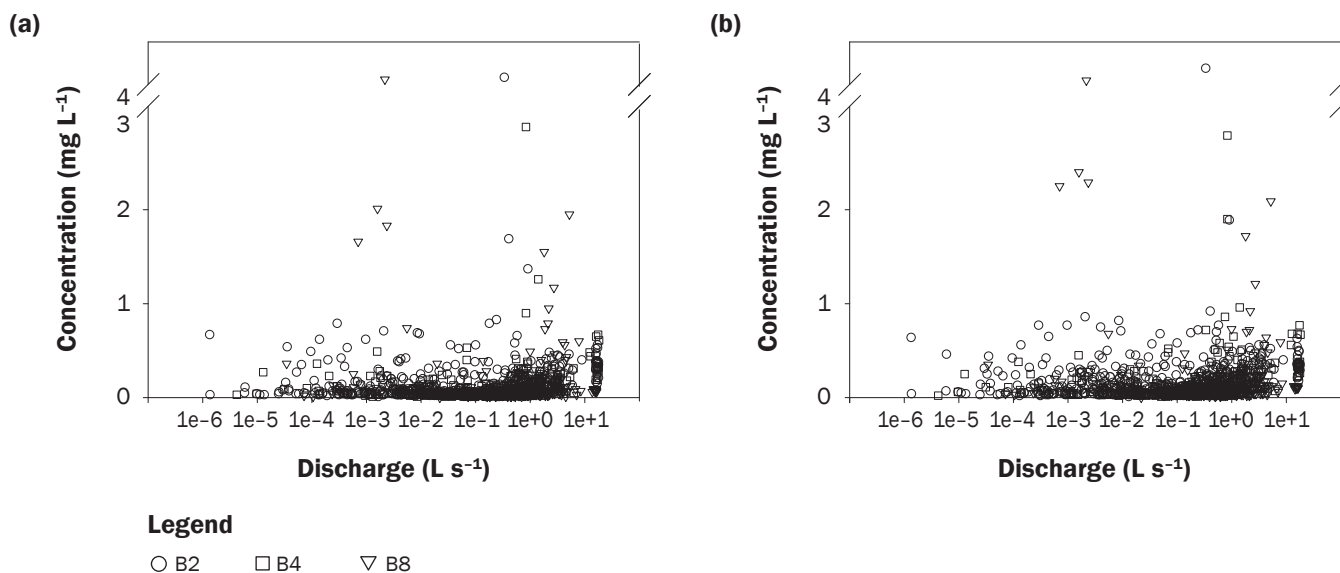 (a)
Concentration (mg L⁻¹)
4
3
2
1
0
1e-6 1e-5 1e-4 1e-3 1e-2 1e-1 1e+0 1e+1
Discharge (L s⁻¹)
(b)
Concentration (mg L⁻¹)
4
3
2
1
0
1e-6 1e-5 1e-4 1e-3 1e-2 1e-1 1e+0 1e+1
Discharge (L s⁻¹)
Legend
B2 B4 B8